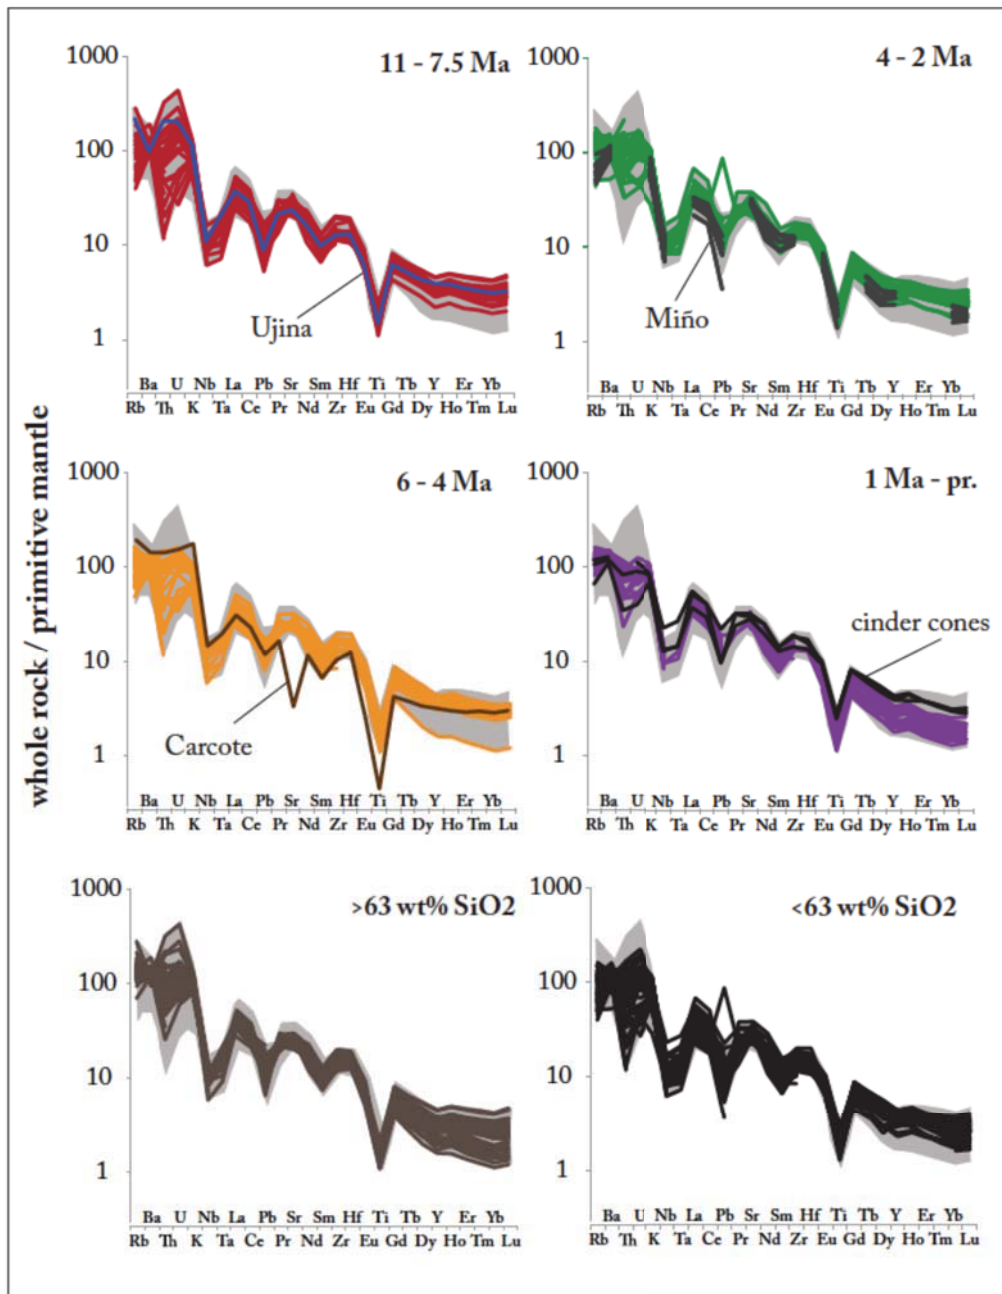 whole rock / primitive mantle
11 - 7.5 Ma
1000
100
10
1
Ujina
Ba U Nb La Pb Sr Sm Hf Ti Tb Y Er Yb
Rb Th K Ta Ce Pr Nd Zr Eu Gd Dy Ho Tm Lu
4 - 2 Ma
1000
100
10
1
Miño
Ba U Nb La Pb Sr Sm Hf Ti Tb Y Er Yb
Rb Th K Ta Ce Pr Nd Zr Eu Gd Dy Ho Tm Lu
6 - 4 Ma
1000
100
10
1
Carcote
Ba U Nb La Pb Sr Sm Hf Ti Tb Y Er Yb
Rb Th K Ta Ce Pr Nd Zr Eu Gd Dy Ho Tm Lu
1 Ma - pr.
1000
100
10
1
cinder cones
Ba U Nb La Pb Sr Sm Hf Ti Tb Y Er Yb
Rb Th K Ta Ce Pr Nd Zr Eu Gd Dy Ho Tm Lu
>63 wt% SiO2
1000
100
10
1
Ba U Nb La Pb Sr Sm Hf Ti Tb Y Er Yb
Rb Th K Ta Ce Pr Nd Zr Eu Gd Dy Ho Tm Lu
<63 wt% SiO2
1000
100
10
1
Ba U Nb La Pb Sr Sm Hf Ti Tb Y Er Yb
Rb Th K Ta Ce Pr Nd Zr Eu Gd Dy Ho Tm Lu